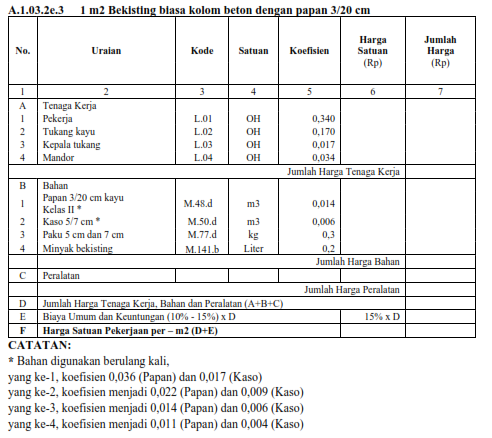 A.1.03.2e.3 1 m2 Bekisting biasa kolom beton dengan papan 3/20 cm
No. Uraian Kode Satuan Koefisien Harga Satuan (Rp) Jumlah Harga (Rp)
1 2 3 4 5 6 7
A Tenaga Kerja
1 Pekerja L.01 OH 0,340
2 Tukang kayu L.02 OH 0,170
3 Kepala tukang L.03 OH 0,017
4 Mandor L.04 OH 0,034
Jumlah Harga Tenaga Kerja
B Bahan
1 Papan 3/20 cm kayu Kelas II * M.48.d m3 0,014
2 Kaso 5/7 cm * M.50.d m3 0,006
3 Paku 5 cm dan 7 cm M.77.d kg 0,3
4 Minyak bekisting M.141.b Liter 0,2
Jumlah Harga Bahan
C Peralatan
Jumlah Harga Peralatan
D Jumlah Harga Tenaga Kerja, Bahan dan Peralatan (A+B+C)
E Biaya Umum dan Keuntungan (10% - 15%) x D 15% x D
F Harga Satuan Pekerjaan per – m2 (D+E)
CATATAN:
* Bahan digunakan berulang kali,
yang ke-1, koefisien 0,036 (Papan) dan 0,017 (Kaso)
yang ke-2, koefisien menjadi 0,022 (Papan) dan 0,009 (Kaso)
yang ke-3, koefisien menjadi 0,014 (Papan) dan 0,006 (Kaso)
yang ke-4, koefisien menjadi 0,011 (Papan) dan 0,004 (Kaso)